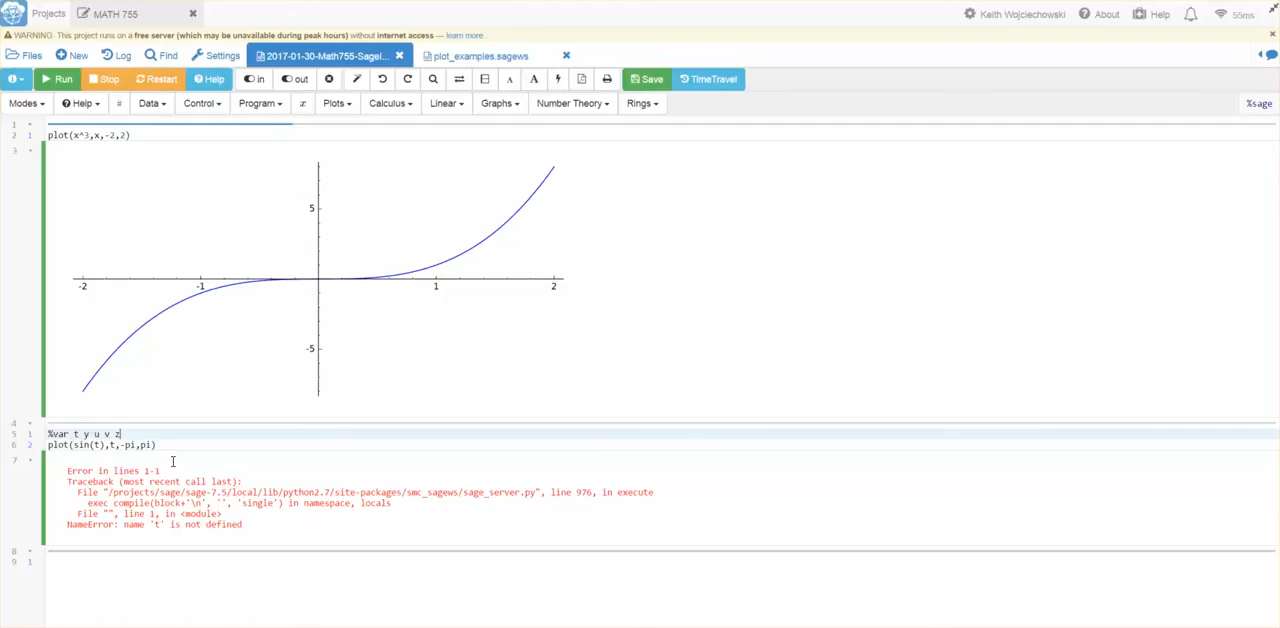 Projects MATH 755 Keith Wojciechowski About Help 55ms
WARNING: This project runs on a free server (which may be unavailable during peak hours) without internet access — learn more..
Files New Log Find Settings 2017-01-30-Math755-SageI... plot_examples.sagews
Run Stop Restart Help in out A A Save TimeTravel
Modes Help # Data Control Program x Plots Calculus Linear Graphs Number Theory Rings %sage
1
2 1 plot(x^3,x,-2,2)
3
5
-2 -1 1 2
-5
4
5 1 %var t y u v z
6 2 plot(sin(t),t,-pi,pi)
7
Error in lines 1-1
Traceback (most recent call last):
File "/projects/sage/sage-7.5/local/lib/python2.7/site-packages/smc_sagews/sage_server.py", line 976, in execute
exec compile(block+'\n', '', 'single') in namespace, locals
File "", line 1, in <module>
NameError: name 't' is not defined
8
9 1